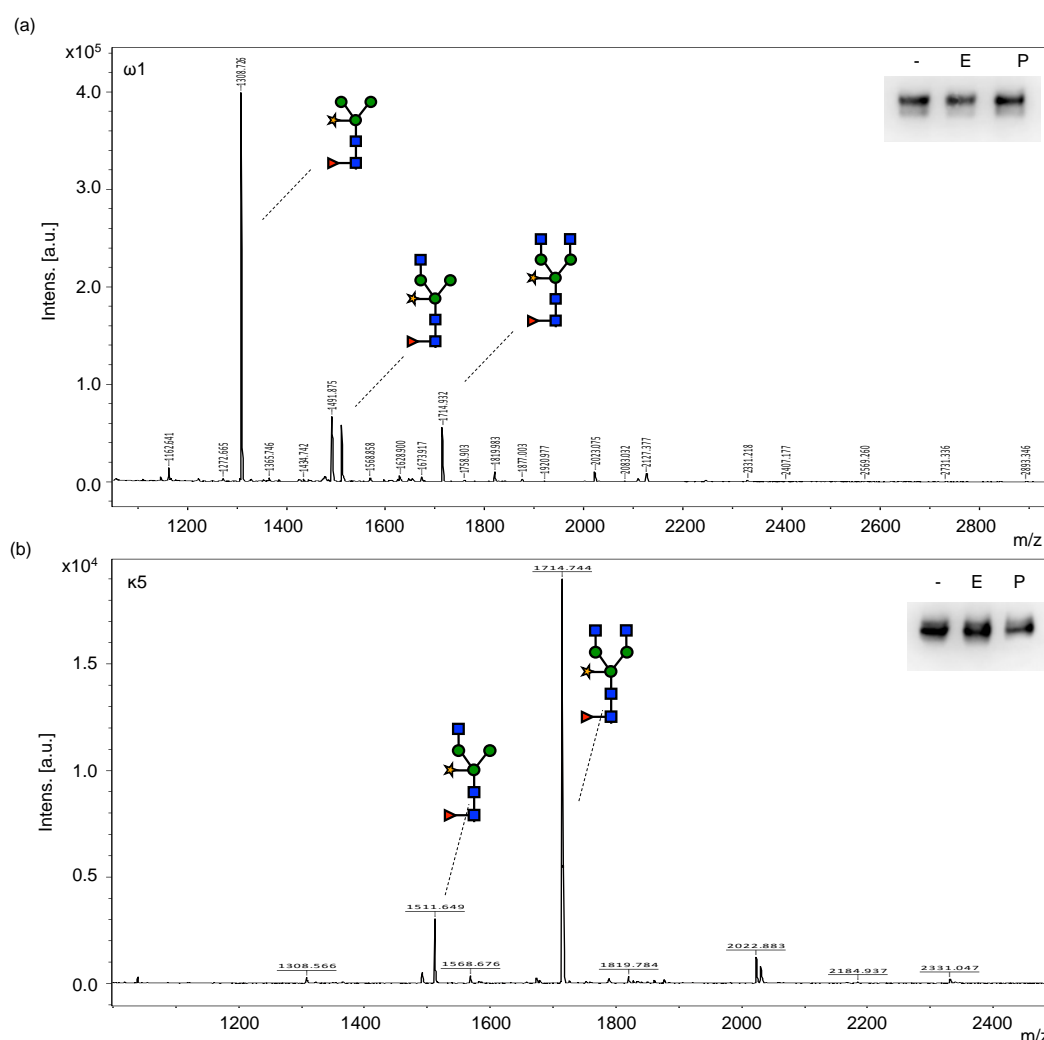 (a)
x10⁵
ω1
- E P
4.0
3.0
2.0
1.0
0.0
Intens. [a.u.]
1162.641
1272.665
1308.726
1365.746
1434.742
1491.875
1568.858
1628.900
1673.917
1714.932
1758.903
1819.983
1877.003
1920.977
2023.075
2083.032
2127.377
2331.218
2407.177
2569.260
2731.336
2893.346
1200 1400 1600 1800 2000 2200 2400 2600 2800
m/z
(b)
x10⁴
κ5
- E P
1.5
1.0
0.5
0.0
Intens. [a.u.]
1308.566
1511.649
1568.676
1714.744
1819.784
2022.883
2184.937
2331.047
1200 1400 1600 1800 2000 2200 2400
m/z